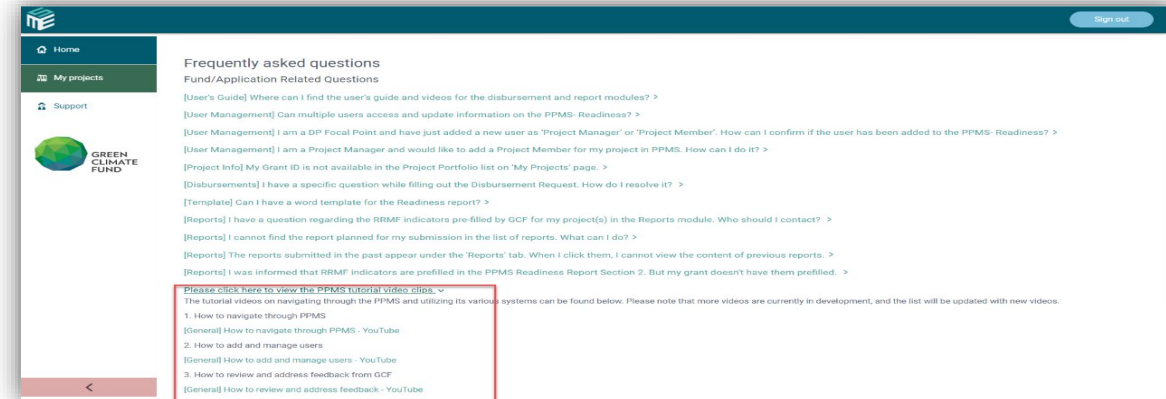 ME
Sign out
Home
My projects
Support
GREEN
CLIMATE
FUND
Frequently asked questions
Fund/Application Related Questions
[User's Guide] Where can I find the user's guide and videos for the disbursement and report modules? >
[User Management] Can multiple users access and update information on the PPMS- Readiness? >
[User Management] I am a DP Focal Point and have just added a new user as 'Project Manager' or 'Project Member'. How can I confirm if the user has been added to the PPMS- Readiness? >
[User Management] I am a Project Manager and would like to add a Project Member for my project in PPMS. How can I do it? >
[Project Info] My Grant ID is not available in the Project Portfolio list on 'My Projects' page. >
[Disbursements] I have a specific question while filling out the Disbursement Request. How do I resolve it? >
[Template] Can I have a word template for the Readiness report? >
[Reports] I have a question regarding the RRMF indicators pre-filled by GCF for my project(s) in the Reports module. Who should I contact? >
[Reports] I cannot find the report planned for my submission in the list of reports. What can I do? >
[Reports] The reports submitted in the past appear under the 'Reports' tab. When I click them, I cannot view the content of previous reports. >
[Reports] I was informed that RRMF indicators are prefilled in the PPMS Readiness Report Section 2. But my grant doesn't have them prefilled. >
Please click here to view the PPMS tutorial video clips.
The tutorial videos on navigating through the PPMS and utilizing its various systems can be found below. Please note that more videos are currently in development, and the list will be updated with new videos.
1. How to navigate through PPMS
[General] How to navigate through PPMS - YouTube
2. How to add and manage users
[General] How to add and manage users - YouTube
3. How to review and address feedback from GCF
[General] How to review and address feedback - YouTube